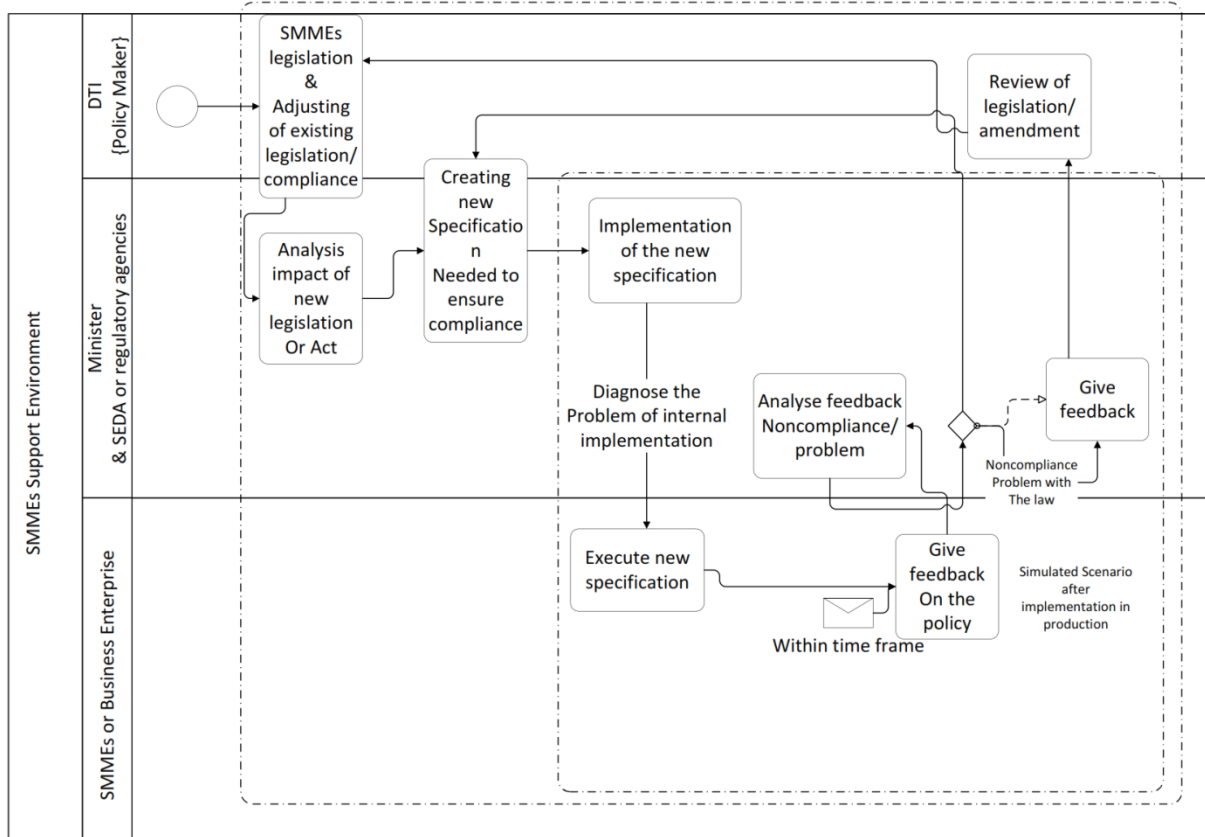 SMMEs Support Environment
DTI
{Policy Maker}
Minister
& SEDA or regulatory agencies
SMMEs or Business Enterprise
SMMEs
legislation
&
Adjusting
of existing
legislation/
compliance
Review of
legislation/
amendment
Creating
new
Specificatio
n
Needed to
ensure
compliance
Analysis
impact of
new
legislation
Or Act
Implementation
of the new
specification
Diagnose the
Problem of internal
implementation
Analyse feedback
Noncompliance/
problem
Give
feedback
Noncompliance
Problem with
The law
Execute new
specification
Give
feedback
On the
policy
Within time frame
Simulated Scenario
after
implementation in
production